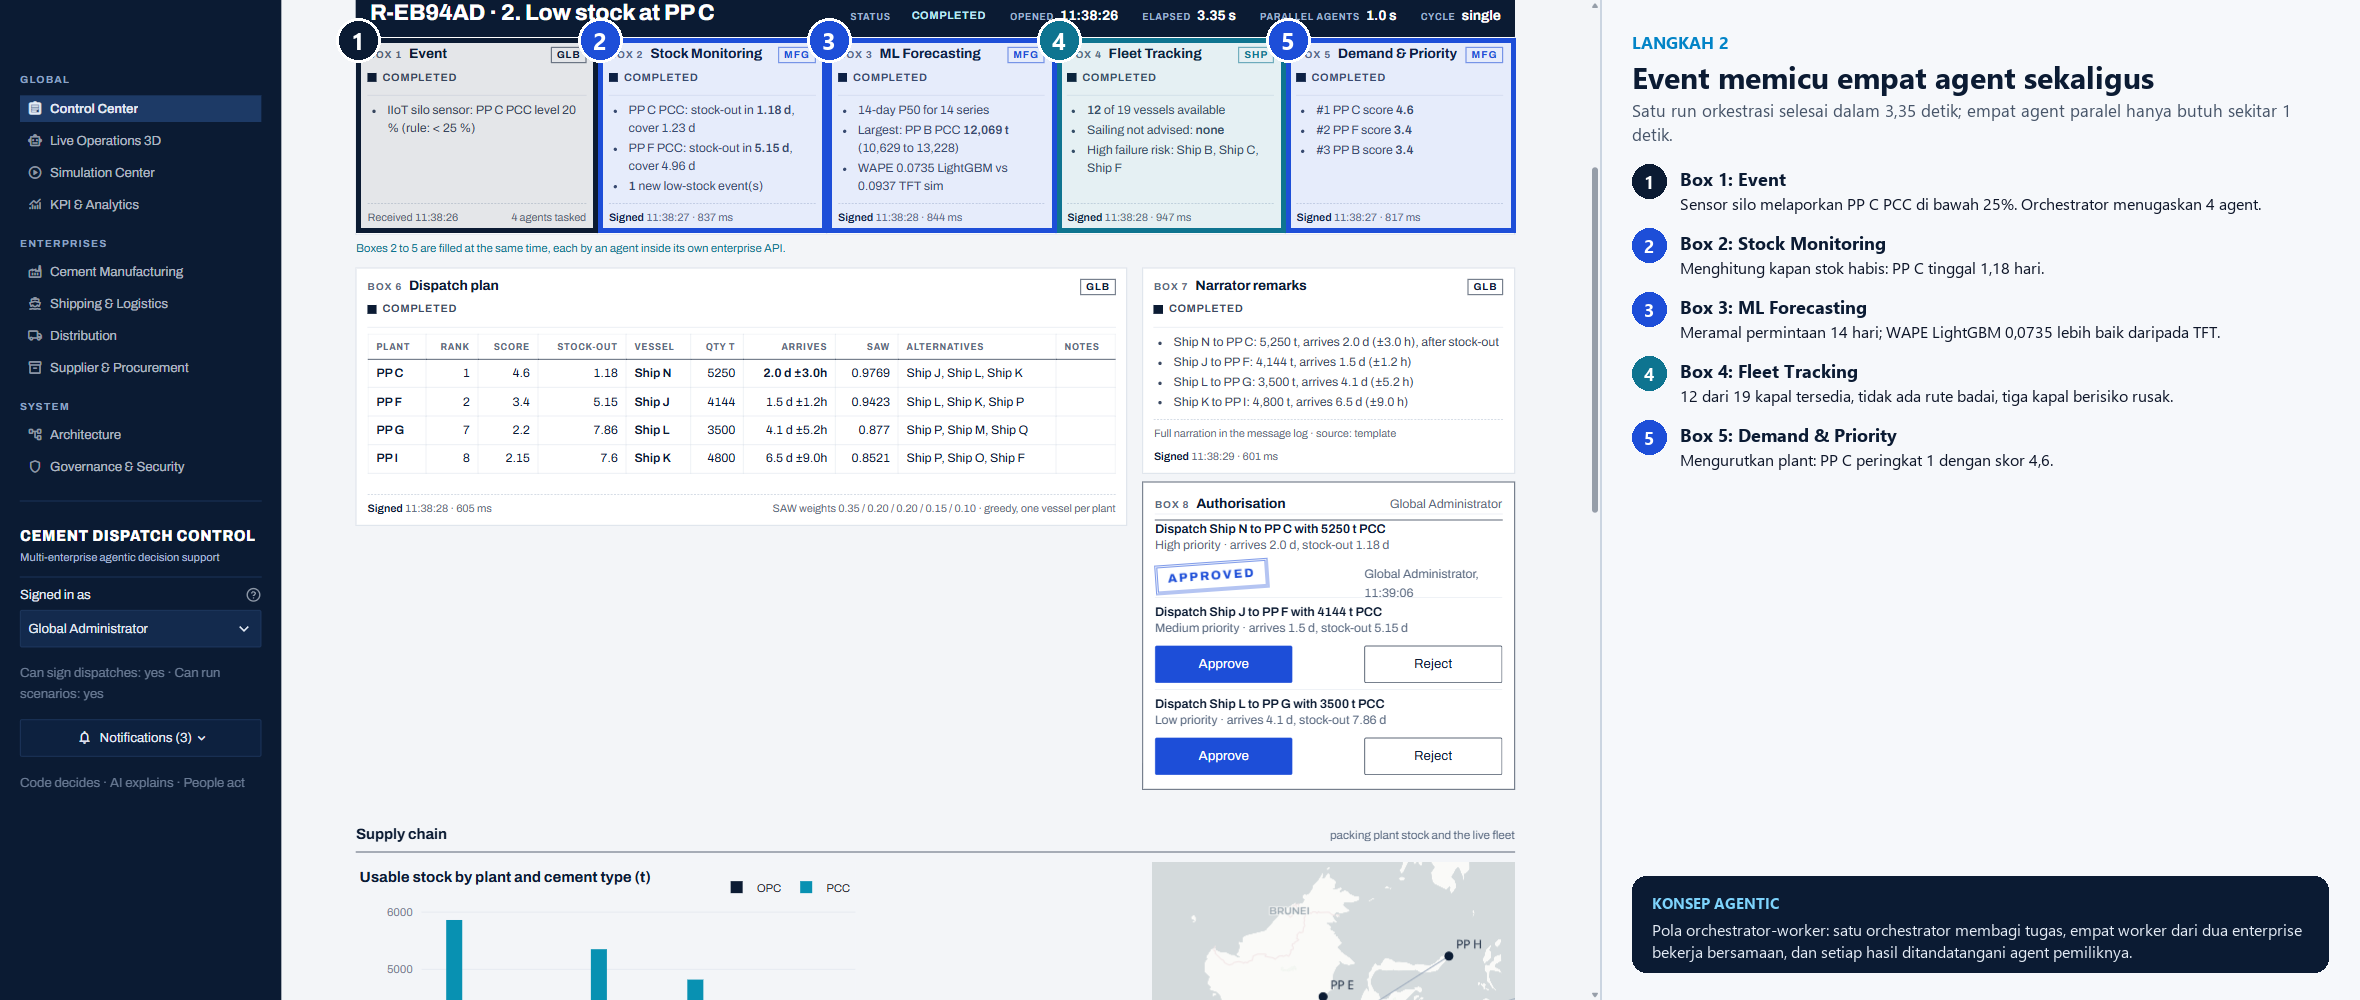 GLOBAL
Control Center
Live Operations 3D
Simulation Center
KPI & Analytics
ENTERPRISES
Cement Manufacturing
Shipping & Logistics
Distribution
Supplier & Procurement
SYSTEM
Architecture
Governance & Security
CEMENT DISPATCH CONTROL
Multi-enterprise agentic decision support
Signed in as
Global Administrator
Can sign dispatches: yes · Can run
scenarios: yes
Notifications (3)
Code decides · AI explains · People act
R-EB94AD · 2. Low stock at PP C
STATUS COMPLETED OPENED 11:38:26 ELAPSED 3.35 s PARALLEL AGENTS 1.0 s CYCLE single
1
OX 1 Event GLB
COMPLETED
IIoT silo sensor: PP C PCC level 20
% (rule: < 25 %)
Received 11:38:26 4 agents tasked
2
OX 2 Stock Monitoring MFG
COMPLETED
PP C PCC: stock-out in 1.18 d,
cover 1.23 d
PP F PCC: stock-out in 5.15 d,
cover 4.96 d
1 new low-stock event(s)
Signed 11:38:27 · 837 ms
3
OX 3 ML Forecasting MFG
COMPLETED
14-day P50 for 14 series
Largest: PP B PCC 12,069 t
(10,629 to 13,228)
WAPE 0.0735 LightGBM vs
0.0937 TFT sim
Signed 11:38:28 · 844 ms
4
OX 4 Fleet Tracking SHP
COMPLETED
12 of 19 vessels available
Sailing not advised: none
High failure risk: Ship B, Ship C,
Ship F
Signed 11:38:28 · 947 ms
5
OX 5 Demand & Priority MFG
COMPLETED
#1 PP C score 4.6
#2 PP F score 3.4
#3 PP B score 3.4
Signed 11:38:27 · 817 ms
Boxes 2 to 5 are filled at the same time, each by an agent inside its own enterprise API.
BOX 6 Dispatch plan GLB
COMPLETED
PLANT RANK SCORE STOCK-OUT VESSEL QTY T ARRIVES SAW ALTERNATIVES NOTES
PP C 1 4.6 1.18 Ship N 5250 2.0 d ±3.0h 0.9769 Ship J, Ship L, Ship K
PP F 2 3.4 5.15 Ship J 4144 1.5 d ±1.2h 0.9423 Ship L, Ship K, Ship P
PP G 7 2.2 7.86 Ship L 3500 4.1 d ±5.2h 0.877 Ship P, Ship M, Ship Q
PP I 8 2.15 7.6 Ship K 4800 6.5 d ±9.0h 0.8521 Ship P, Ship O, Ship F
Signed 11:38:28 · 605 ms SAW weights 0.35 / 0.20 / 0.20 / 0.15 / 0.10 · greedy, one vessel per plant
BOX 7 Narrator remarks GLB
COMPLETED
Ship N to PP C: 5,250 t, arrives 2.0 d (±3.0 h), after stock-out
Ship J to PP F: 4,144 t, arrives 1.5 d (±1.2 h)
Ship L to PP G: 3,500 t, arrives 4.1 d (±5.2 h)
Ship K to PP I: 4,800 t, arrives 6.5 d (±9.0 h)
Full narration in the message log · source: template
Signed 11:38:29 · 601 ms
BOX 8 Authorisation Global Administrator
Dispatch Ship N to PP C with 5250 t PCC
High priority · arrives 2.0 d, stock-out 1.18 d
APPROVED
Global Administrator,
11:39:06
Dispatch Ship J to PP F with 4144 t PCC
Medium priority · arrives 1.5 d, stock-out 5.15 d
Approve Reject
Dispatch Ship L to PP G with 3500 t PCC
Low priority · arrives 4.1 d, stock-out 7.86 d
Approve Reject
Supply chain packing plant stock and the live fleet
Usable stock by plant and cement type (t)
OPC PCC
6000
5000
BRUNEI
PP H
PP E
LANGKAH 2
Event memicu empat agent sekaligus
Satu run orkestrasi selesai dalam 3,35 detik; empat agent paralel hanya butuh sekitar 1
detik.
1 Box 1: Event
Sensor silo melaporkan PP C PCC di bawah 25%. Orchestrator menugaskan 4 agent.
2 Box 2: Stock Monitoring
Menghitung kapan stok habis: PP C tinggal 1,18 hari.
3 Box 3: ML Forecasting
Meramal permintaan 14 hari; WAPE LightGBM 0,0735 lebih baik daripada TFT.
4 Box 4: Fleet Tracking
12 dari 19 kapal tersedia, tidak ada rute badai, tiga kapal berisiko rusak.
5 Box 5: Demand & Priority
Mengurutkan plant: PP C peringkat 1 dengan skor 4,6.
KONSEP AGENTIC
Pola orchestrator-worker: satu orchestrator membagi tugas, empat worker dari dua enterprise
bekerja bersamaan, dan setiap hasil ditandatangani agent pemiliknya.